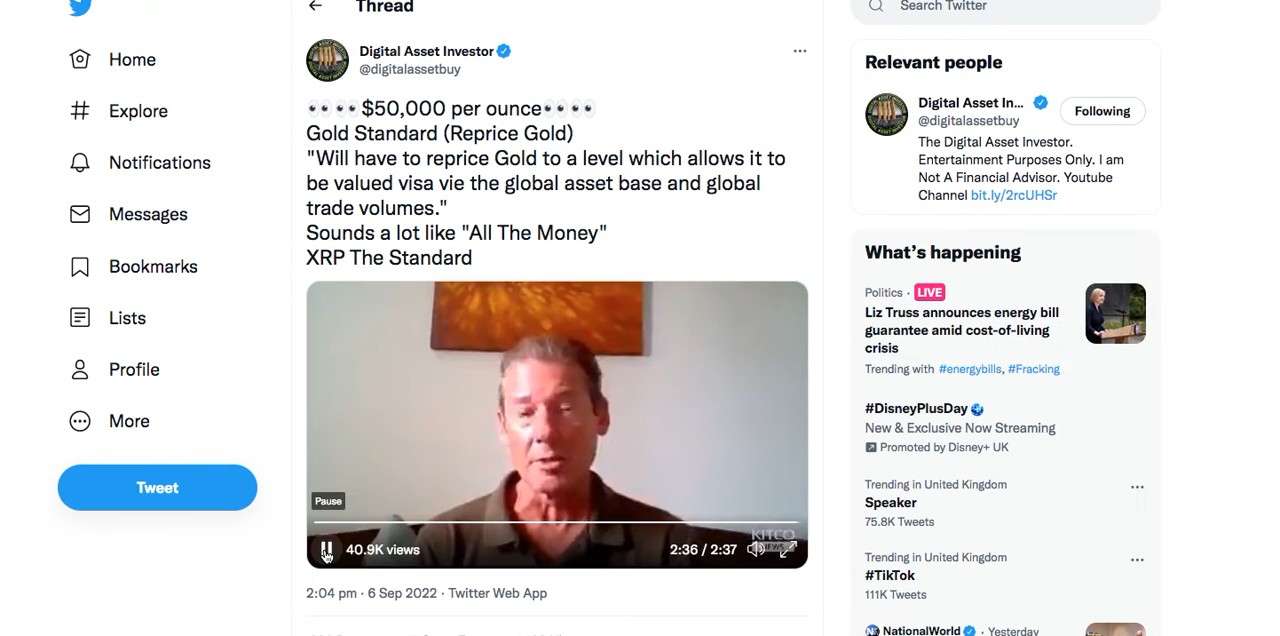 Thread
Search Twitter
Home
Explore
Notifications
Messages
Bookmarks
Lists
Profile
More
Tweet
Digital Asset Investor
@digitalassetbuy
👀👀$50,000 per ounce👀👀
Gold Standard (Reprice Gold)
"Will have to reprice Gold to a level which allows it to
be valued visa vie the global asset base and global
trade volumes."
Sounds a lot like "All The Money"
XRP The Standard
Pause
40.9K views
2:36 / 2:37
KITCO
NEWS
2:04 pm · 6 Sep 2022 · Twitter Web App
Relevant people
Digital Asset In...
@digitalassetbuy
Following
The Digital Asset Investor.
Entertainment Purposes Only. I am
Not A Financial Advisor. Youtube
Channel bit.ly/2rcUHSr
What's happening
Politics · LIVE
Liz Truss announces energy bill
guarantee amid cost-of-living
crisis
Trending with #energybills, #Fracking
#DisneyPlusDay
New & Exclusive Now Streaming
Promoted by Disney+ UK
Trending in United Kingdom
Speaker
75.8K Tweets
Trending in United Kingdom
#TikTok
111K Tweets
NationalWorld · Yesterday